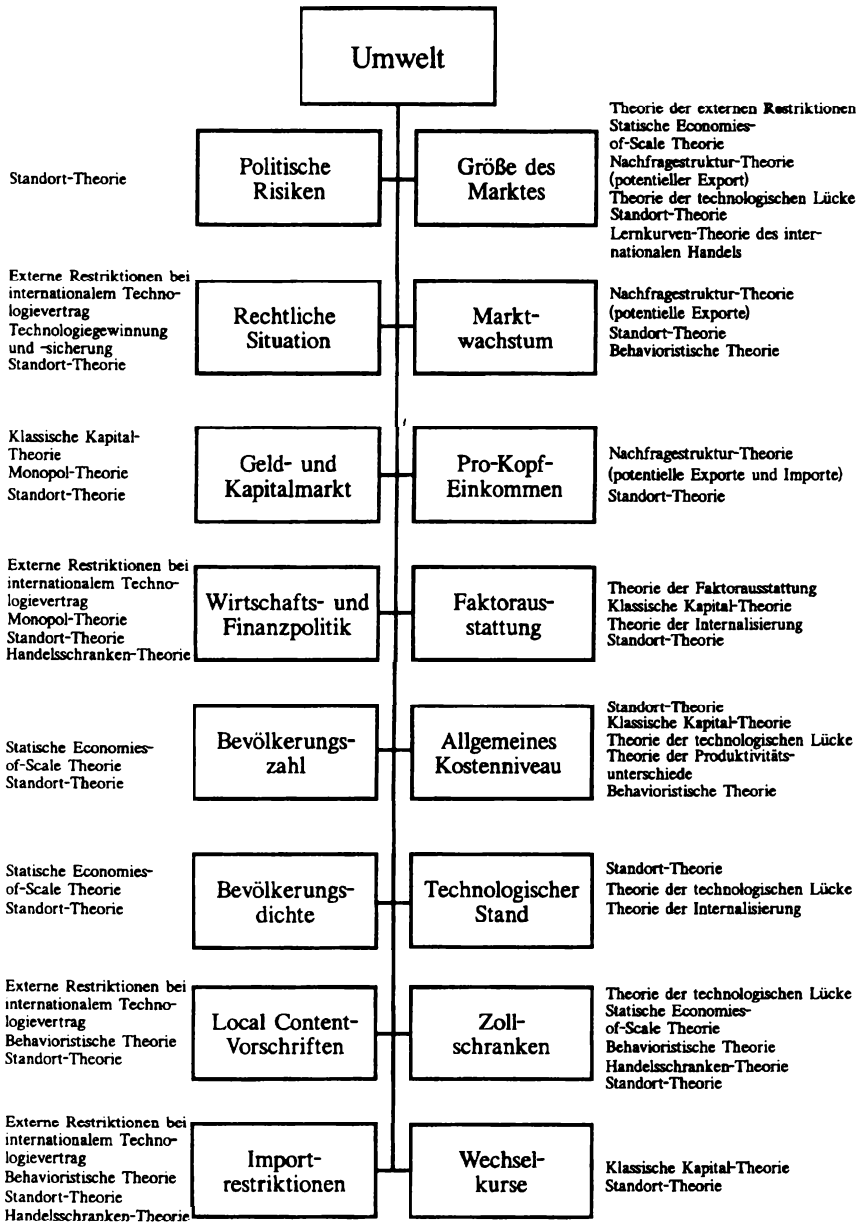 Umwelt
Standort-Theorie
Politische
Risiken
Größe des
Marktes
Theorie der externen Restriktionen
Statische Economies-
of-Scale Theorie
Nachfragestruktur-Theorie
(potentieller Export)
Theorie der technologischen Lücke
Standort-Theorie
Lernkurven-Theorie des inter-
nationalen Handels
Externe Restriktionen bei
internationalem Techno-
logievertrag
Technologiegewinnung
und -sicherung
Standort-Theorie
Rechtliche
Situation
Markt-
wachstum
Nachfragestruktur-Theorie
(potentielle Exporte)
Standort-Theorie
Behavioristische Theorie
Klassische Kapital-
Theorie
Monopol-Theorie
Standort-Theorie
Geld- und
Kapitalmarkt
Pro-Kopf-
Einkommen
Nachfragestruktur-Theorie
(potentielle Exporte und Importe)
Standort-Theorie
Externe Restriktionen bei
internationalem Techno-
logievertrag
Monopol-Theorie
Standort-Theorie
Handelsschranken-Theorie
Wirtschafts- und
Finanzpolitik
Faktoraus-
stattung
Theorie der Faktorausstattung
Klassische Kapital-Theorie
Theorie der Internalisierung
Standort-Theorie
Statische Economies-
of-Scale Theorie
Standort-Theorie
Bevölkerungs-
zahl
Allgemeines
Kostenniveau
Standort-Theorie
Klassische Kapital-Theorie
Theorie der technologischen Lücke
Theorie der Produktivitäts-
unterschiede
Behavioristische Theorie
Statische Economies-
of-Scale Theorie
Standort-Theorie
Bevölkerungs-
dichte
Technologischer
Stand
Standort-Theorie
Theorie der technologischen Lücke
Theorie der Internalisierung
Externe Restriktionen bei
internationalem Techno-
logievertrag
Behavioristische Theorie
Standort-Theorie
Local Content-
Vorschriften
Zoll-
schranken
Theorie der technologischen Lücke
Statische Economies-
of-Scale Theorie
Behavioristische Theorie
Handelsschranken-Theorie
Standort-Theorie
Externe Restriktionen bei
internationalem Techno-
logievertrag
Behavioristische Theorie
Standort-Theorie
Handelsschranken-Theorie
Import-
restriktionen
Wechsel-
kurse
Klassische Kapital-Theorie
Standort-Theorie